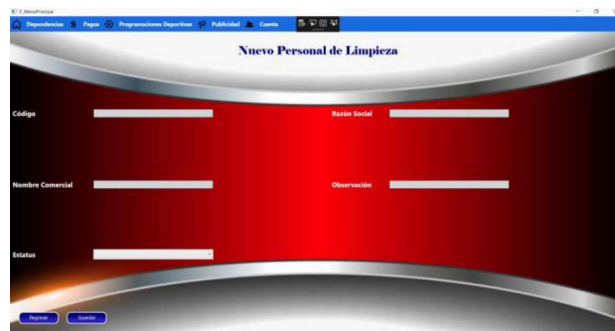 P_MenuPrincipal
Dependencias $ Pagos Programaciones Deportivas Publicidad Cuenta
Nuevo Personal de Limpieza
Código Razón Social
Nombre Comercial Observación
Estatus
Regresar Guardar